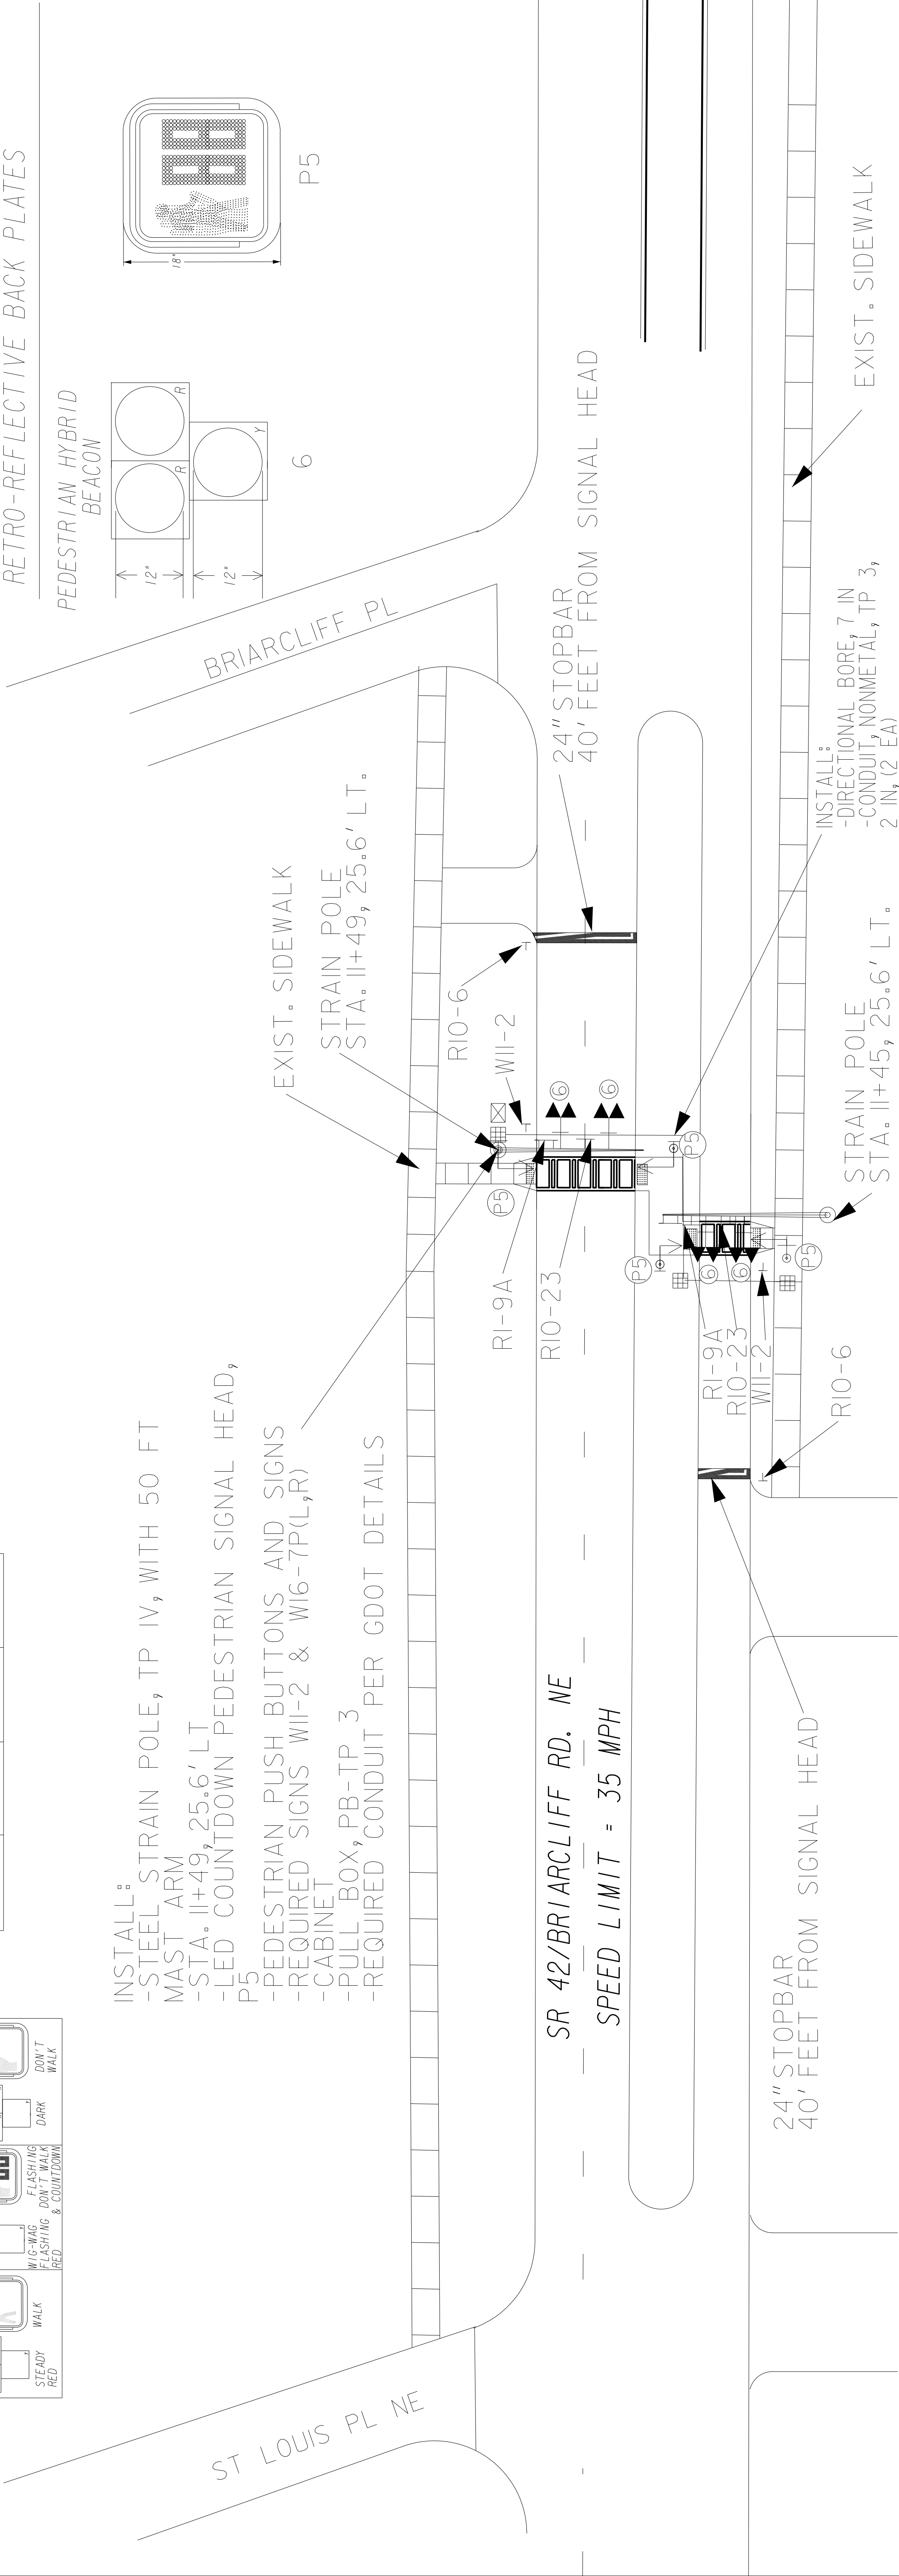 RETRO-REFLECTIVE BACK PLATES
PEDESTRIAN HYBRID
BEACON
R
R
Y
12"
12"
6
18"
P5
STEADY
RED
WALK
WIG-WAG
FLASHING
RED
FLASHING
DON'T WALK
& COUNTDOWN
DARK
DON'T
WALK
INSTALL:
-STEEL STRAIN POLE, TP IV, WITH 50 FT
MAST ARM
-STA. 11+49, 25.6' LT
-LED COUNTDOWN PEDESTRIAN SIGNAL HEAD,
P5
-PEDESTRIAN PUSH BUTTONS AND SIGNS
-REQUIRED SIGNS W11-2 & W16-7P(L,R)
-CABINET
-PULL BOX, PB-TP 3
-REQUIRED CONDUIT PER GDOT DETAILS
EXIST. SIDEWALK
STRAIN POLE
STA. 11+49, 25.6' LT.
BRIARCLIFF PL
R10-6
W11-2
24" STOPBAR
40' FEET FROM SIGNAL HEAD
P5
6
6
P5
R1-9A
R10-23
P5
6
6
P5
R1-9A
R10-23
W11-2
R10-6
ST LOUIS PL NE
SR 42/BRIARCLIFF RD. NE
SPEED LIMIT = 35 MPH
24" STOPBAR
40' FEET FROM SIGNAL HEAD
STRAIN POLE
STA. 11+45, 25.6' LT.
INSTALL:
-DIRECTIONAL BORE, 7 IN
-CONDUIT, NONMETAL, TP 3,
2 IN, (2 EA)
EXIST. SIDEWALK